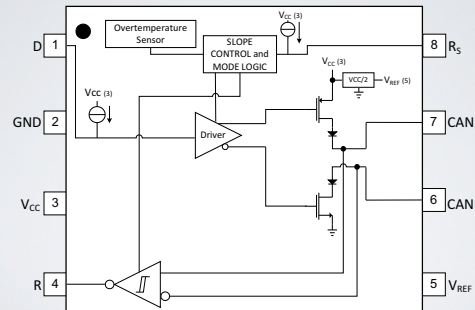 Overtemperature
Sensor
SLOPE
CONTROL and
MODE LOGIC
VCC (3)
D 1
8 RS
VCC (3)
VCC (3)
VCC/2
VREF (5)
GND 2
Driver
7 CAN
VCC 3
6 CAN
R 4
5 VREF